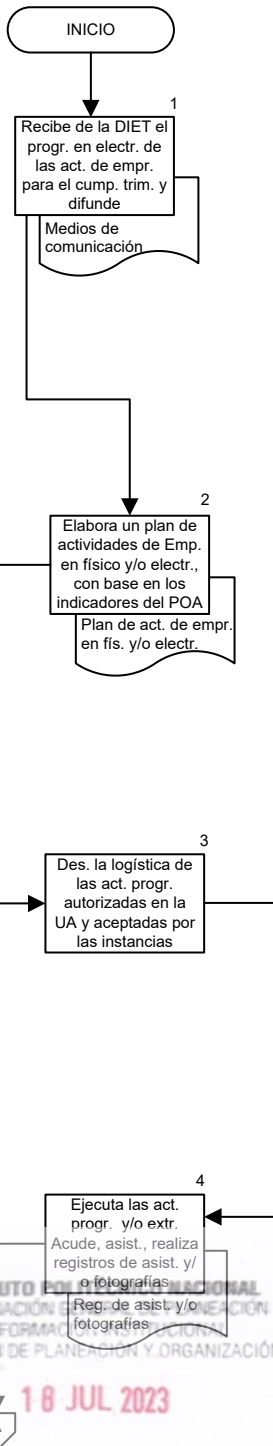 INICIO
1
Recibe de la DIET el
progr. en electr. de
las act. de empr.
para el cump. trim. y
difunde
Medios de
comunicación
2
Elabora un plan de
actividades de Emp.
en físico y/o electr.,
con base en los
indicadores del POA
Plan de act. de empr.
en fís. y/o electr.
3
Des. la logística de
las act. progr.
autorizadas en la
UA y aceptadas por
las instancias
4
Ejecuta las act.
progr. y/o extr.
Acude, asist., realiza
registros de asist. y/
o fotografías
Reg. de asist. y/o
fotografías
NACIONAL
DE PLANEACIÓN Y ORGANIZACIÓN
18 JUL 2023
A